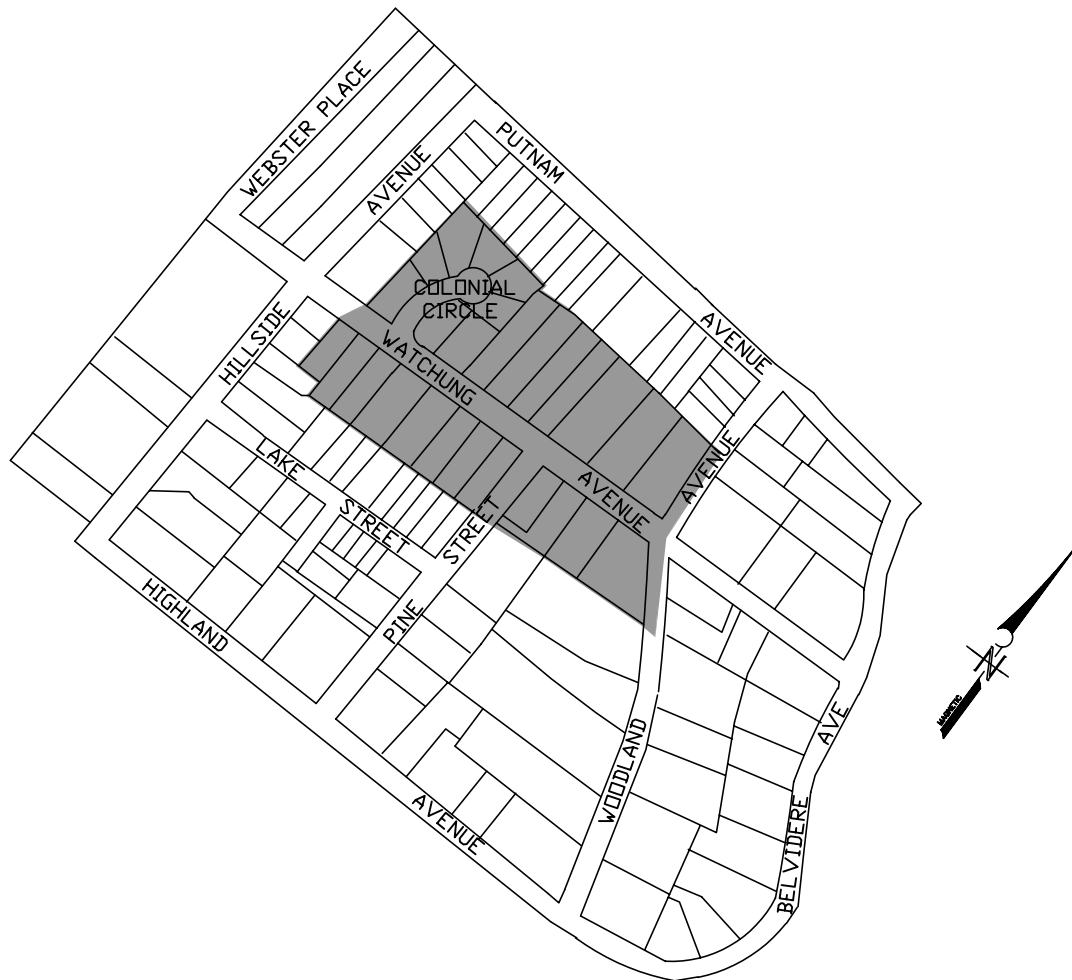 WEBSTER PLACE
PUTNAM
AVENUE
AVENUE
HILLSIDE
COLONIAL
CIRCLE
WATCHUNG
AVENUE
AVENUE
LAKE
STREET
STREET
PINE
HIGHLAND
AVENUE
WOODLAND
AVE
BELVIDERE
N
MAGNETIC